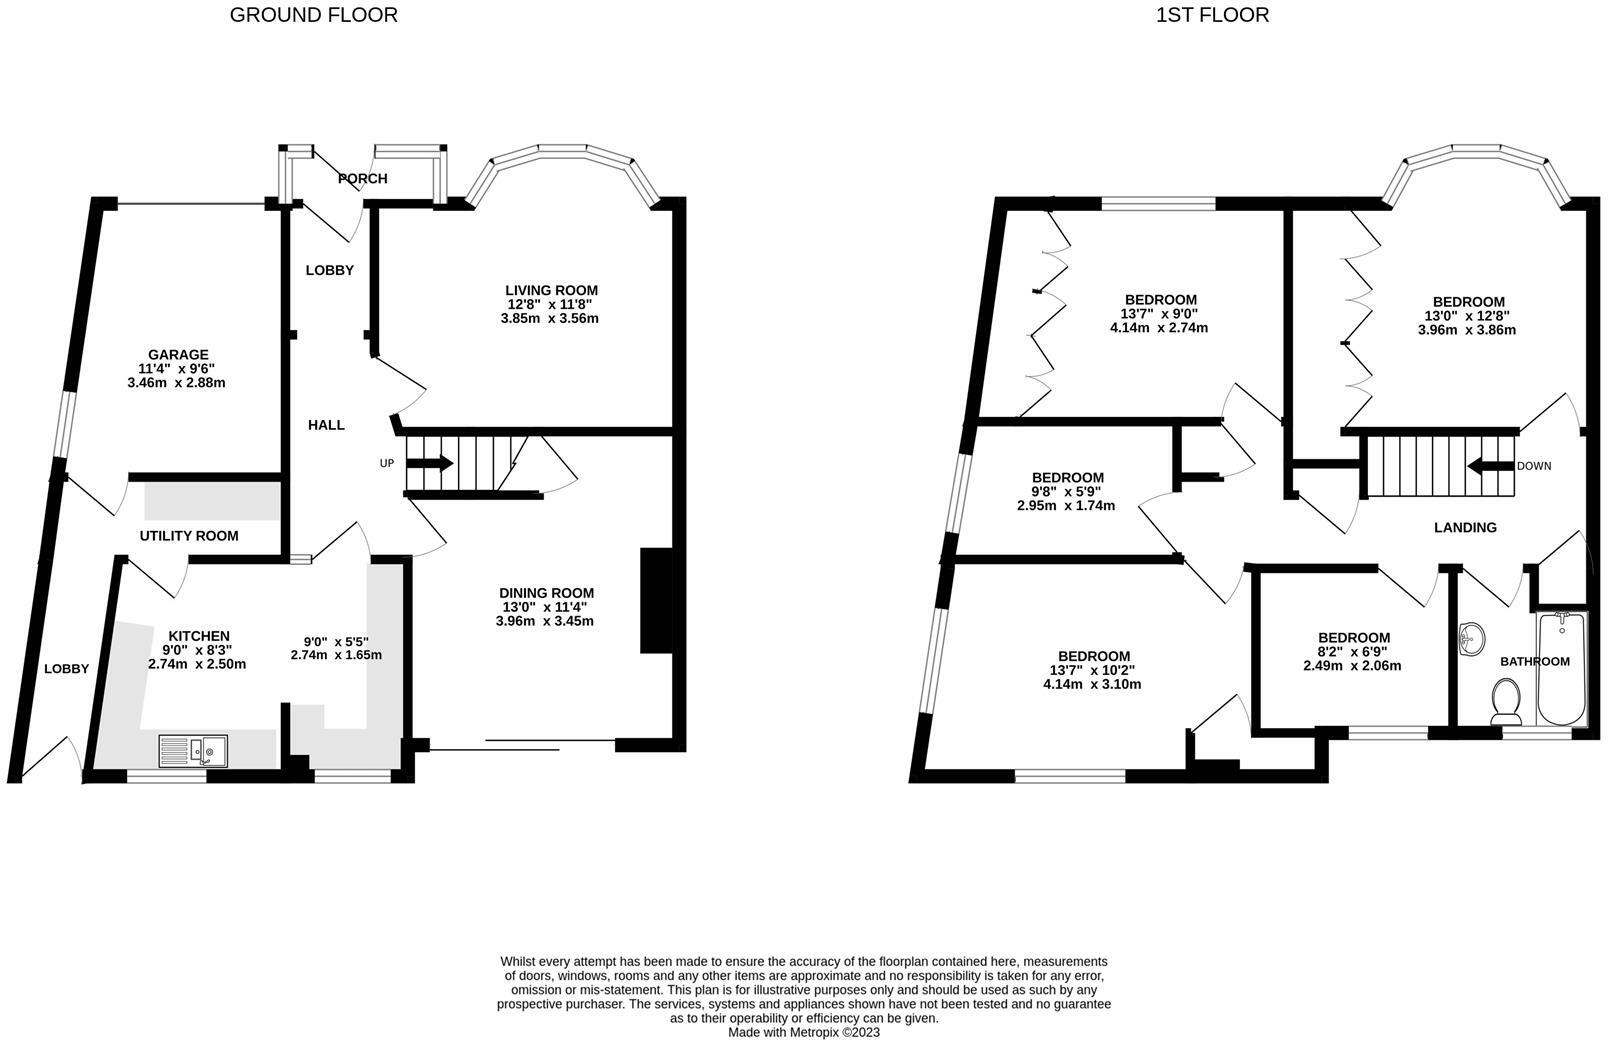 GROUND FLOOR
1ST FLOOR
PORCH
LOBBY
LIVING ROOM
12'8" x 11'8"
3.85m x 3.56m
GARAGE
11'4" x 9'6"
3.46m x 2.88m
HALL
UP
UTILITY ROOM
DINING ROOM
13'0" x 11'4"
3.96m x 3.45m
KITCHEN
9'0" x 8'3"
2.74m x 2.50m
9'0" x 5'5"
2.74m x 1.65m
LOBBY
BEDROOM
13'7" x 9'0"
4.14m x 2.74m
BEDROOM
13'0" x 12'8"
3.96m x 3.86m
BEDROOM
9'8" x 5'9"
2.95m x 1.74m
DOWN
LANDING
BEDROOM
13'7" x 10'2"
4.14m x 3.10m
BEDROOM
8'2" x 6'9"
2.49m x 2.06m
BATHROOM
Whilst every attempt has been made to ensure the accuracy of the floorplan contained here, measurements
of doors, windows, rooms and any other items are approximate and no responsibility is taken for any error,
omission or mis-statement. This plan is for illustrative purposes only and should be used as such by any
prospective purchaser. The services, systems and appliances shown have not been tested and no guarantee
as to their operability or efficiency can be given.
Made with Metropix ©2023